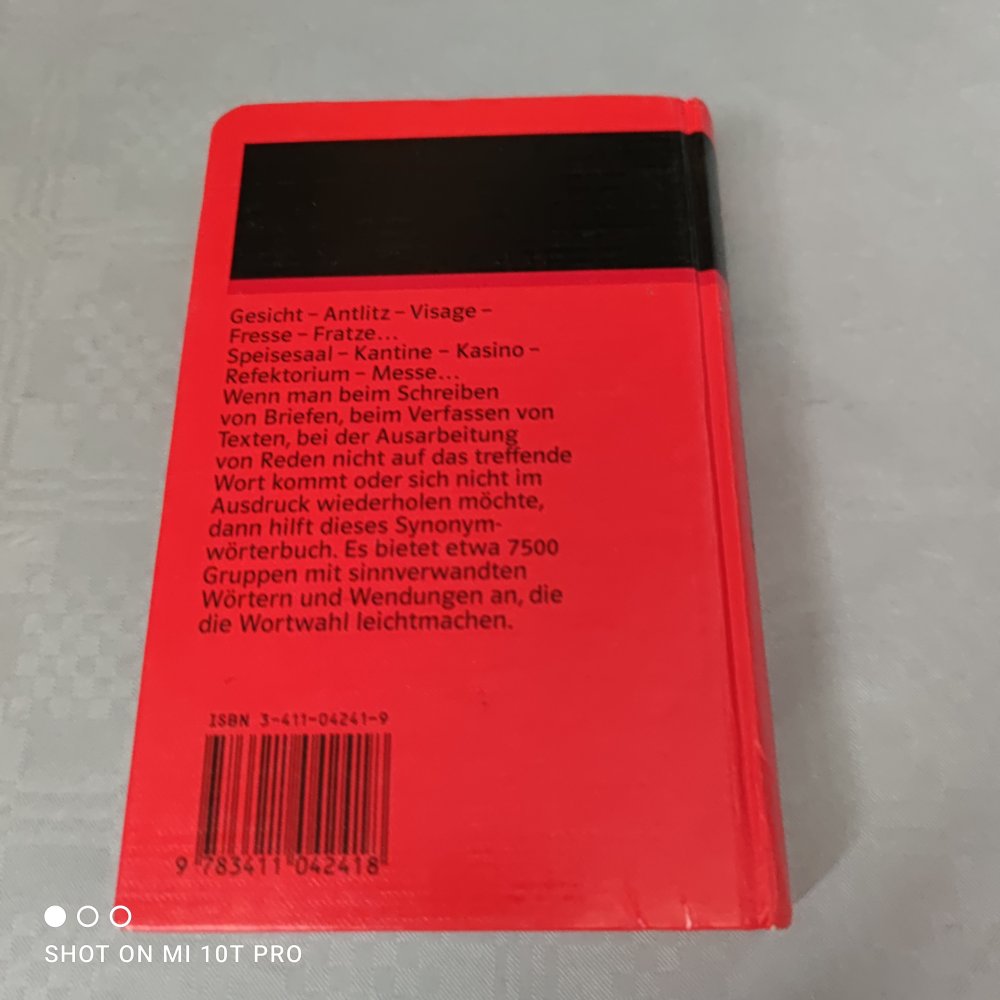 Gesicht – Antlitz – Visage –
Fresse – Fratze...
Speisesaal – Kantine – Kasino –
Refektorium – Messe...
Wenn man beim Schreiben
von Briefen, beim Verfassen von
Texten, bei der Ausarbeitung
von Reden nicht auf das treffende
Wort kommt oder sich nicht im
Ausdruck wiederholen möchte,
dann hilft dieses Synonym-
wörterbuch. Es bietet etwa 7500
Gruppen mit sinnverwandten
Wörtern und Wendungen an, die
die Wortwahl leichtmachen.
ISBN 3-411-04241-9
9 783411 042418
SHOT ON MI 10T PRO